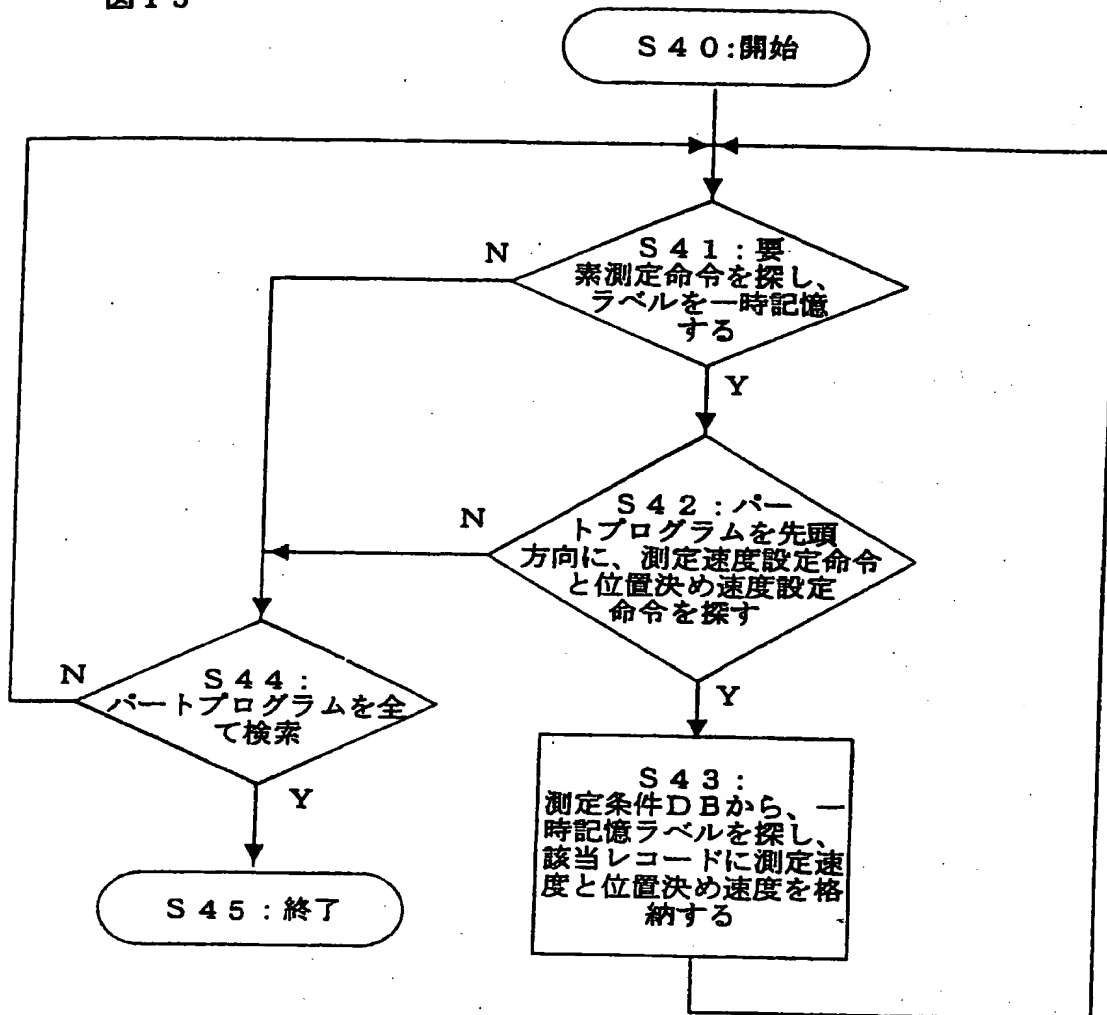 S40:開始
N
S41:要
素測定命令を探し、
ラベルを一時記憶
する
Y
N
S42:パー
トプログラムを先頭
方向に、測定速度設定命令
と位置決め速度設定
命令を探す
Y
N
S44:
パートプログラムを全
て検索
Y
S43:
測定条件DBから、一
時記憶ラベルを探し、
該当レコードに測定速
度と位置決め速度を格
納する
S45:終了